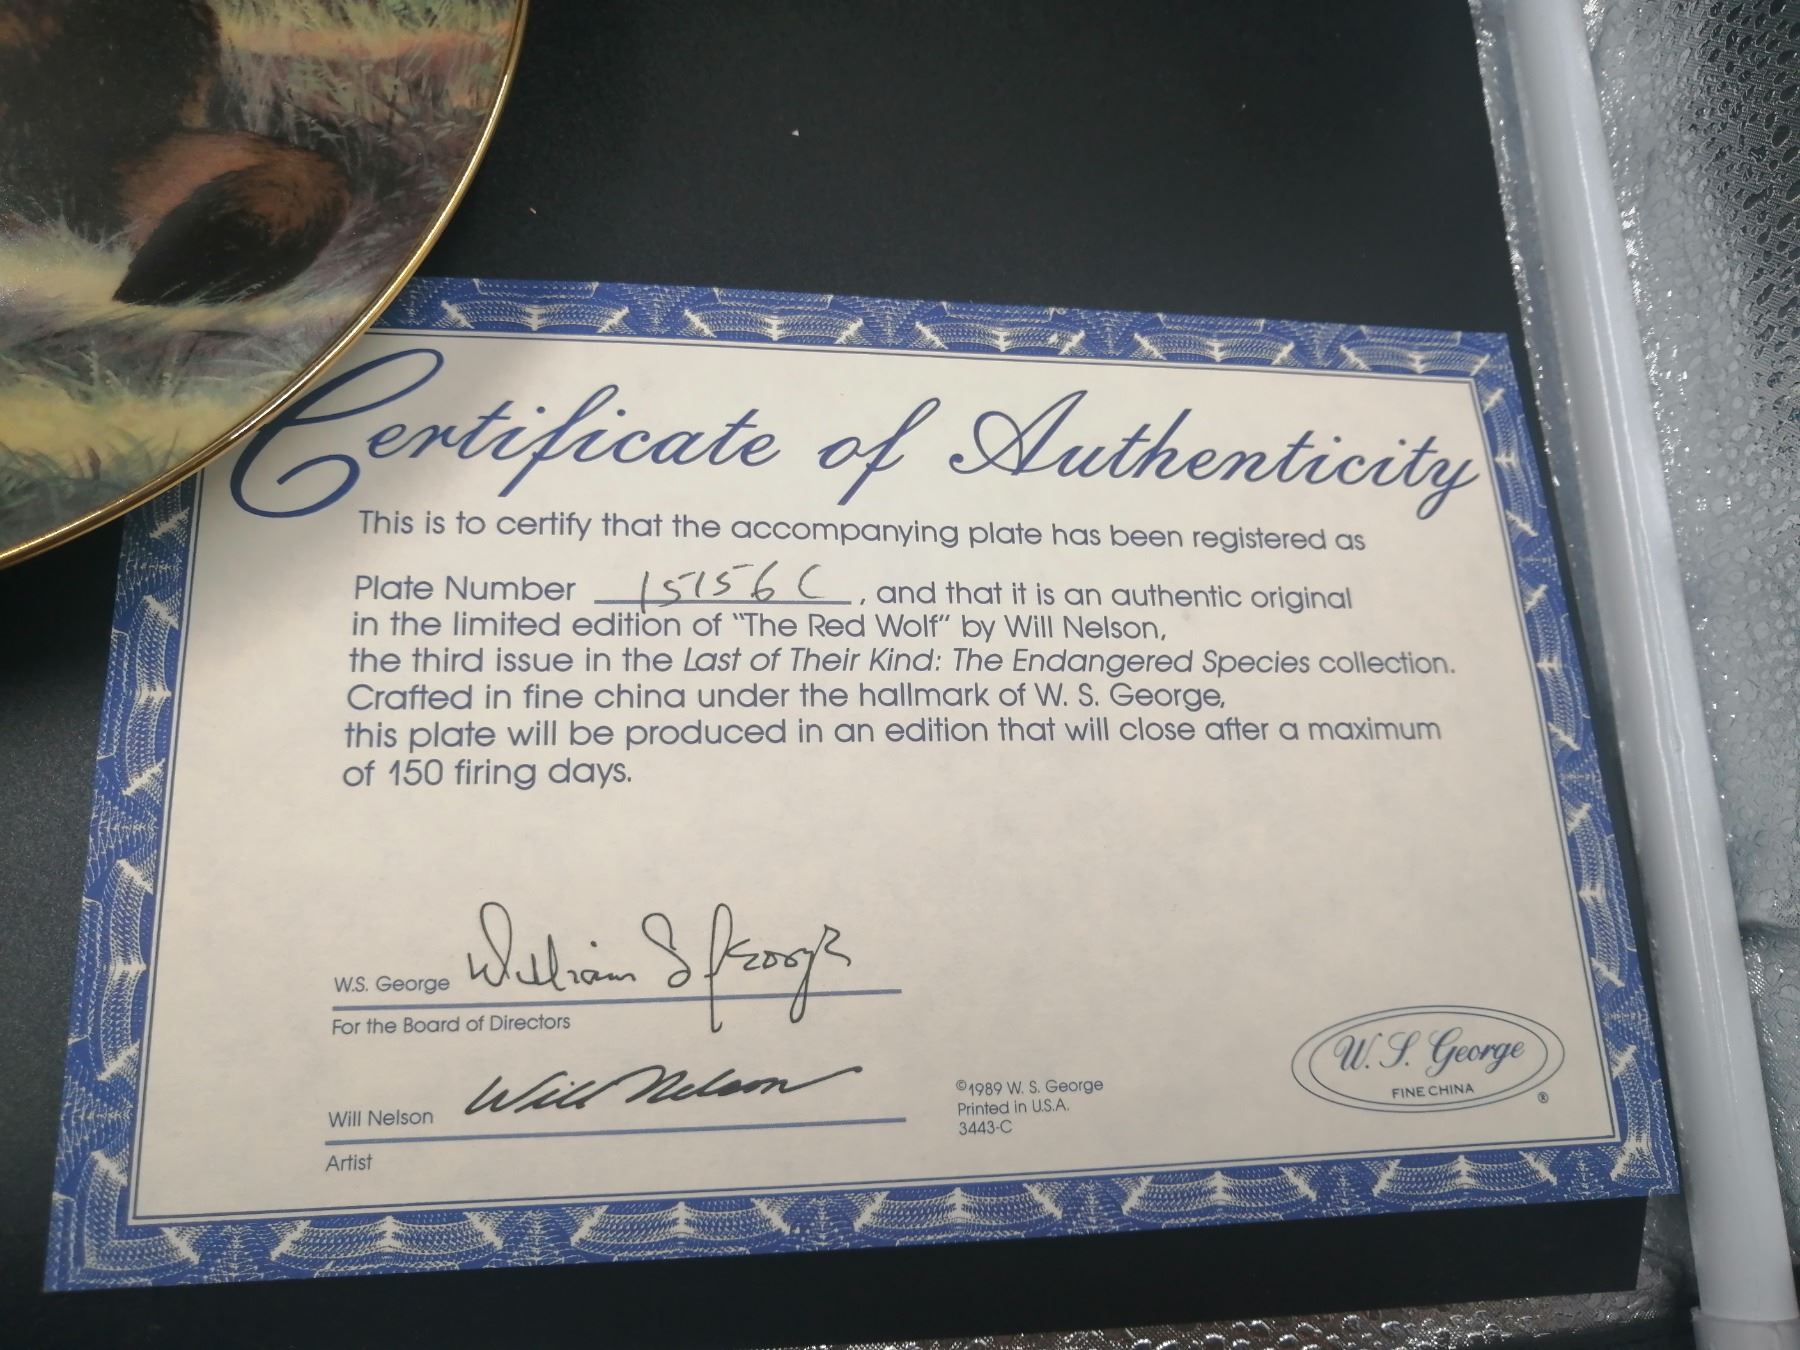 Certificate of Authenticity
This is to certify that the accompanying plate has been registered as
Plate Number 15156C, and that it is an authentic original
in the limited edition of "The Red Wolf" by Will Nelson,
the third issue in the Last of Their Kind: The Endangered Species collection.
Crafted in fine china under the hallmark of W. S. George,
this plate will be produced in an edition that will close after a maximum
of 150 firing days.
W.S. George William S George
For the Board of Directors
Will Nelson Will Nelson
Artist
©1989 W. S. George
Printed in U.S.A.
3443-C
W. S. George
FINE CHINA
®